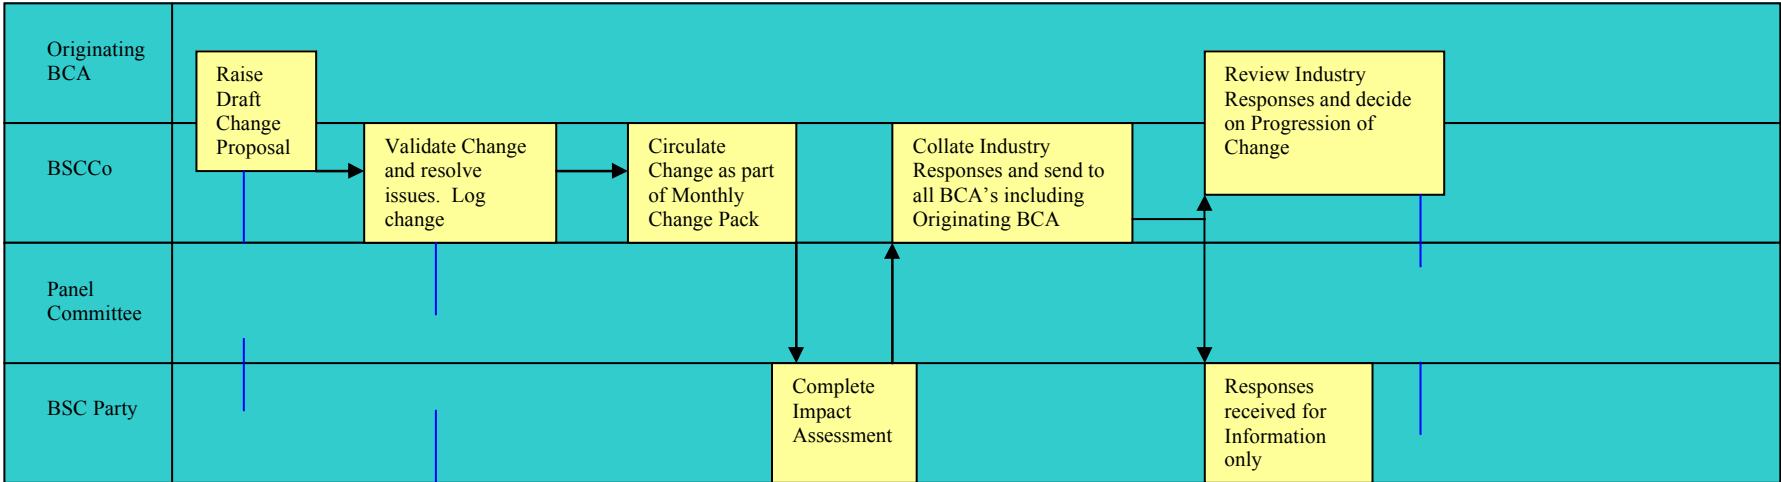 Originating
BCA
Raise
Draft
Change
Proposal
Review Industry
Responses and decide
on Progression of
Change
BSCCo
Validate Change
and resolve
issues.  Log
change
Circulate
Change as part
of Monthly
Change Pack
Collate Industry
Responses and send to
all BCA’s including
Originating BCA
Panel
Committee
BSC Party
Complete
Impact
Assessment
Responses
received for
Information
only